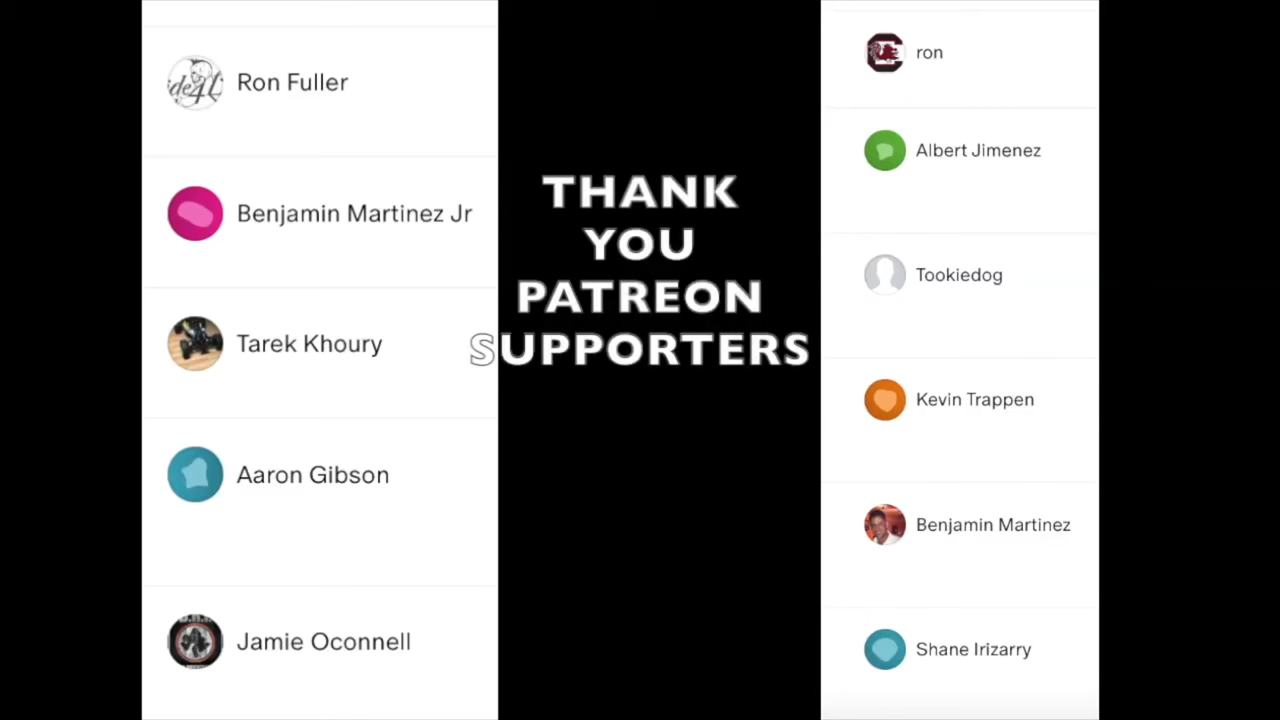 Ron Fuller
Benjamin Martinez Jr
Tarek Khoury
Aaron Gibson
Jamie Oconnell
THANK
YOU
PATREON
SUPPORTERS
ron
Albert Jimenez
Tookiedog
Kevin Trappen
Benjamin Martinez
Shane Irizarry